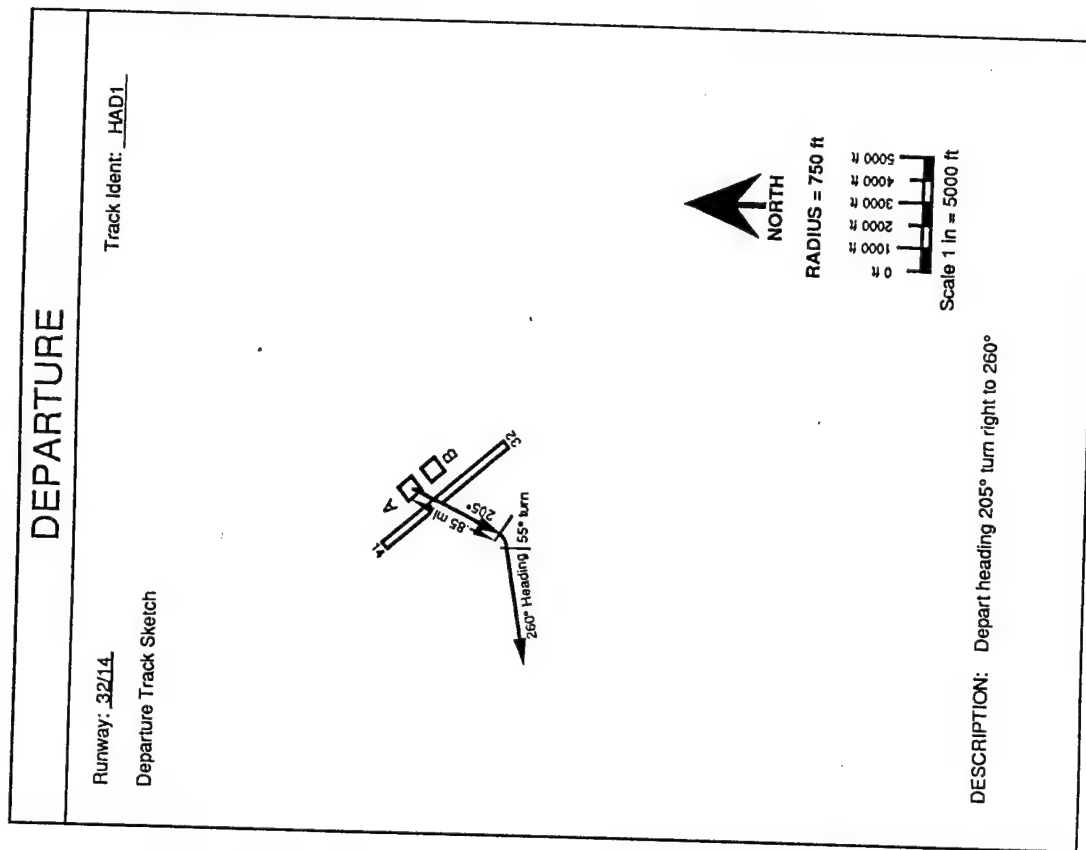 DEPARTURE
Runway: 32/14
Track Ident: HAD1
Departure Track Sketch
14
A
B
32
.85 mi
205°
55° turn
260° Heading
NORTH
RADIUS = 750 ft
0 ft
1000 ft
2000 ft
3000 ft
4000 ft
5000 ft
Scale 1 in = 5000 ft
DESCRIPTION: Depart heading 205° turn right to 260°